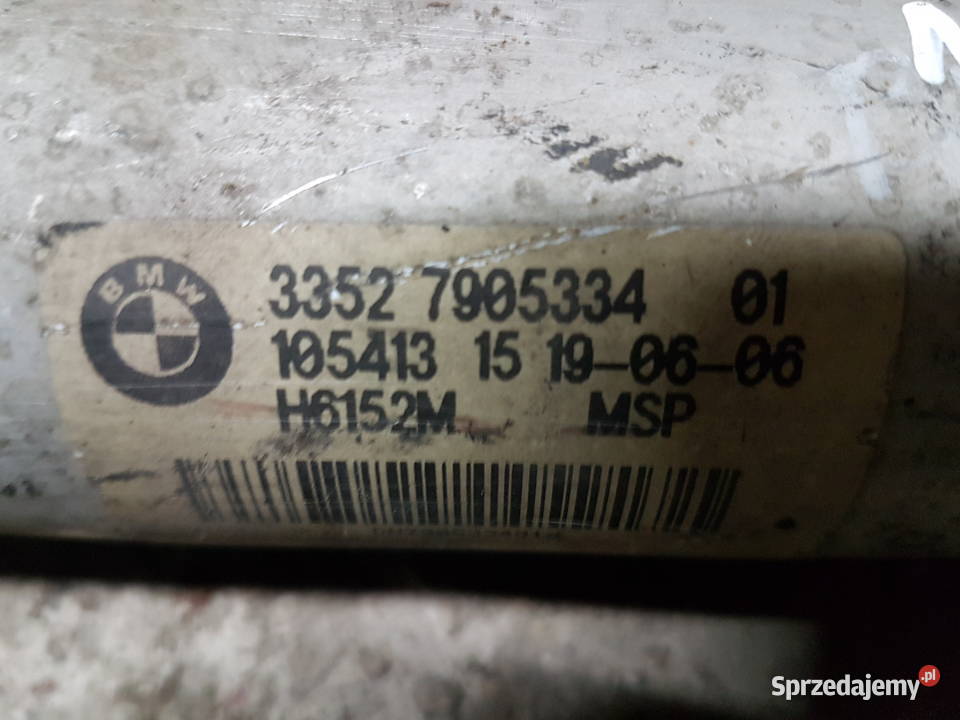 BMW
3352 7905334 01
105413 15 19-06-06
H6152M MSP
Sprzedajemy.pl